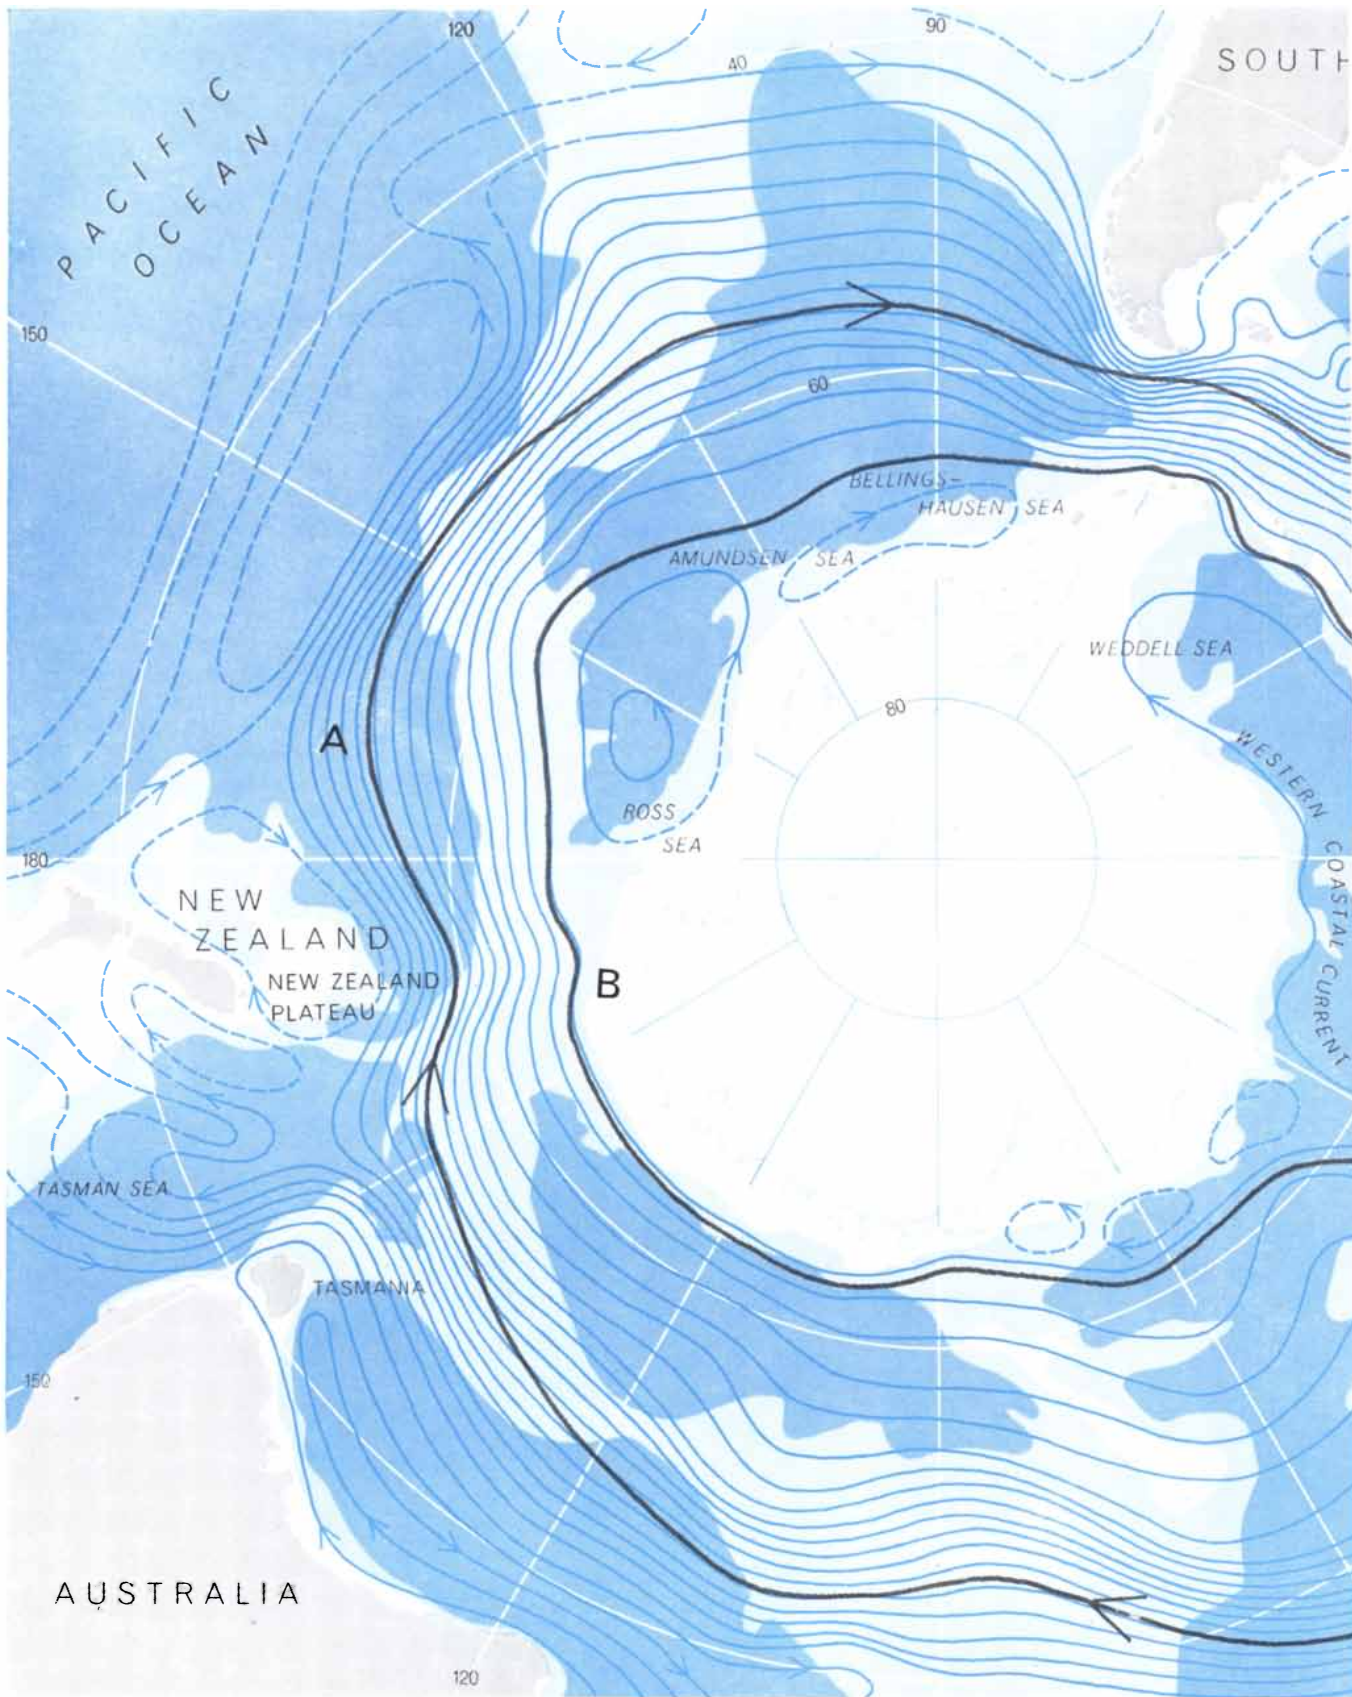 120
90
40
SOUTH
PACIFIC
OCEAN
150
60
BELLINGS-
HAUSEN SEA
AMUNDSEN SEA
WEDDELL SEA
80
A
WESTERN COASTAL CURRENT
ROSS
SEA
180
NEW
ZEALAND
NEW ZEALAND
PLATEAU
B
TASMAN SEA
TASMANIA
150
AUSTRALIA
120